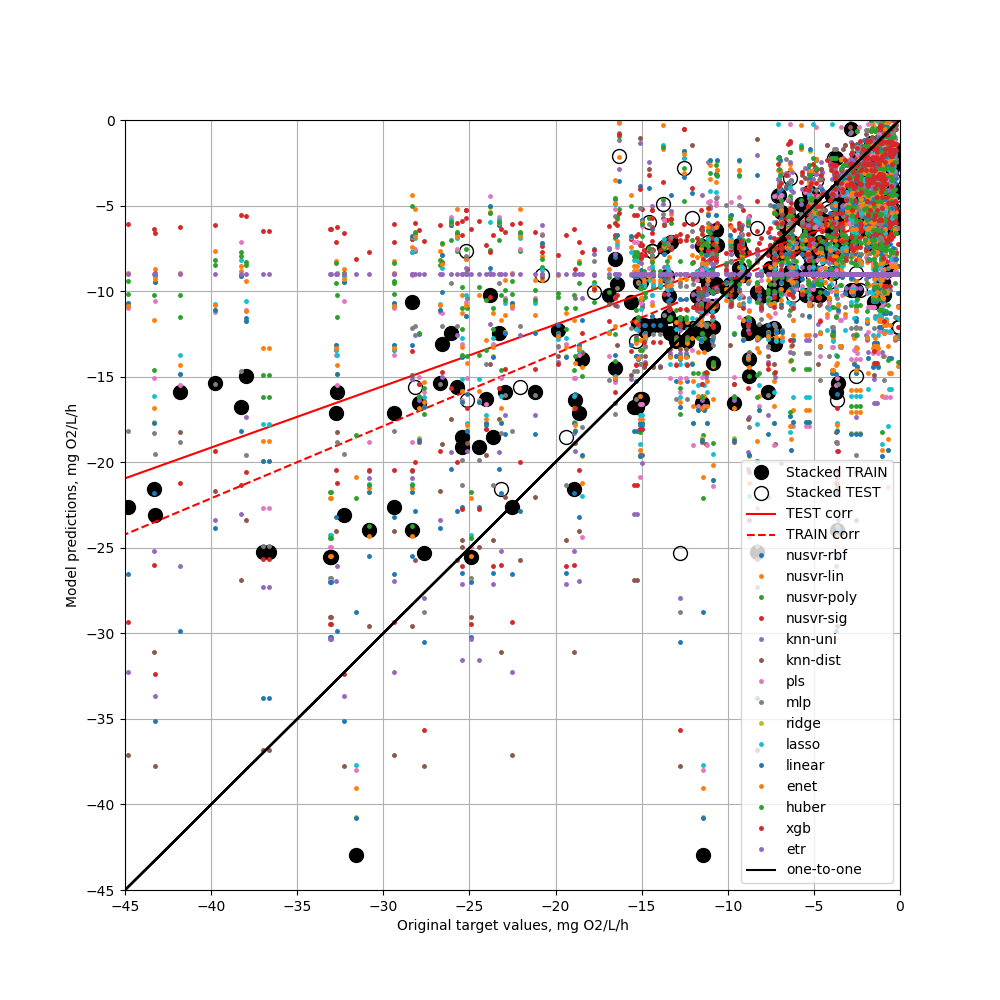 0
−5
−10
−15
−20
−25
−30
−35
−40
−45
Model predictions, mg O2/L/h
−45 −40 −35 −30 −25 −20 −15 −10 −5 0
Original target values, mg O2/L/h
Stacked TRAIN
Stacked TEST
TEST corr
TRAIN corr
nusvr-rbf
nusvr-lin
nusvr-poly
nusvr-sig
knn-uni
knn-dist
pls
mlp
ridge
lasso
linear
enet
huber
xgb
etr
one-to-one